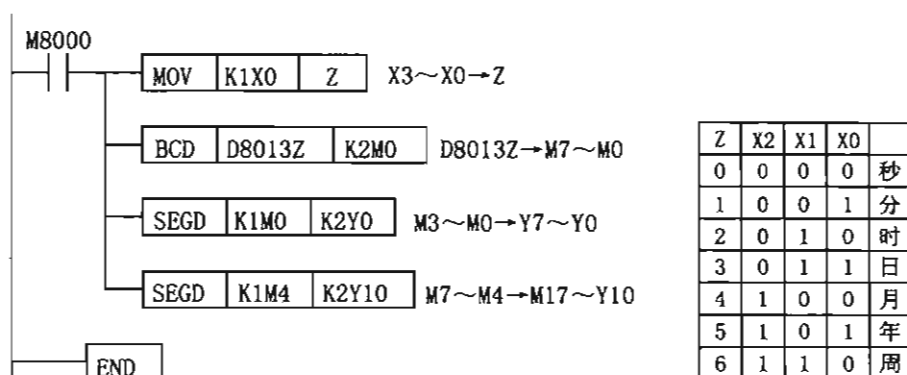 M8000
MOV K1X0 Z X3～X0→Z
BCD D8013Z K2M0 D8013Z→M7～M0
SEGD K1M0 K2Y0 M3～M0→Y7～Y0
SEGD K1M4 K2Y10 M7～M4→M17～Y10
END
Z X2 X1 X0
0 0 0 0 秒
1 0 0 1 分
2 0 1 0 时
3 0 1 1 日
4 1 0 0 月
5 1 0 1 年
6 1 1 0 周